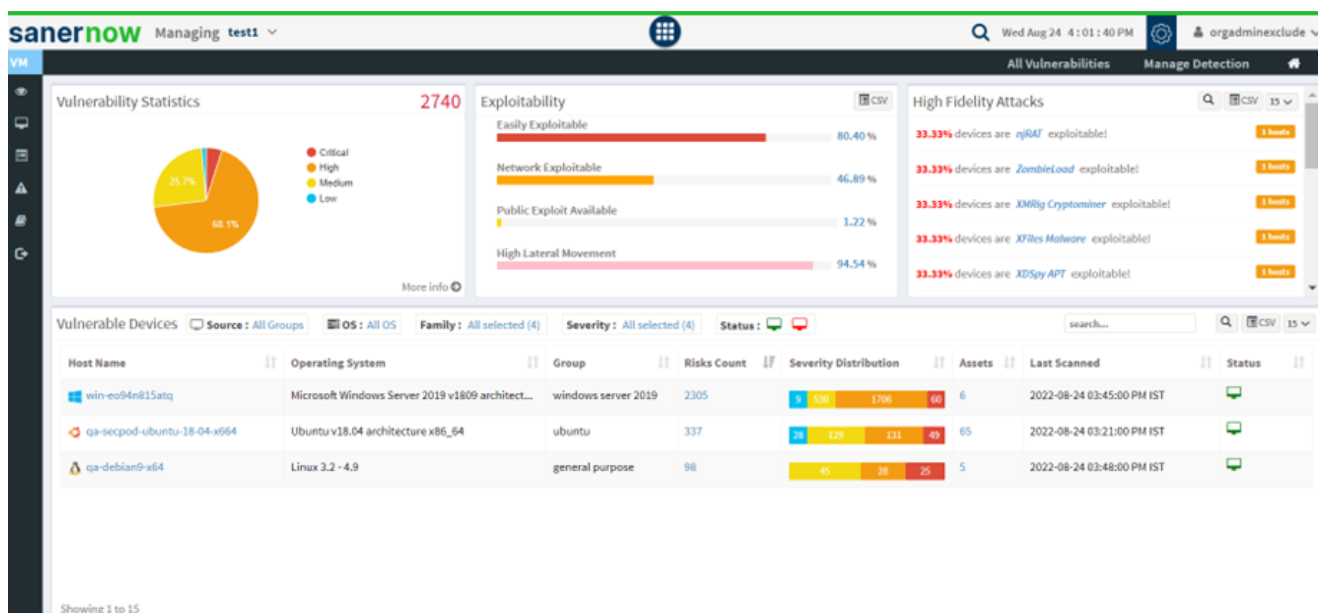 sanernow Managing test1
Wed Aug 24 4:01:40 PM orgadminexclude
VM
All Vulnerabilities Manage Detection
Vulnerability Statistics 2740
Critical
High
Medium
Low
25.7%
68.1%
More info
Exploitability CSV
Easily Exploitable
80.40 %
Network Exploitable
46.89 %
Public Exploit Available
1.22 %
High Lateral Movement
94.54 %
High Fidelity Attacks CSV 15
33.33% devices are njRAT exploitable! 1 hosts
33.33% devices are ZombieLoad exploitable! 1 hosts
33.33% devices are XMRig Cryptominer exploitable! 1 hosts
33.33% devices are XFiles Malware exploitable! 1 hosts
33.33% devices are XDSpy APT exploitable! 1 hosts
Vulnerable Devices Source : All Groups OS : All OS Family : All selected (4) Severity : All selected (4) Status : search... CSV 15
Host Name Operating System Group Risks Count Severity Distribution Assets Last Scanned Status
win-eo94n815atq Microsoft Windows Server 2019 v1809 architect... windows server 2019 2305 9 530 1706 60 6 2022-08-24 03:45:00 PM IST
qa-secpod-ubuntu-18-04-x664 Ubuntu v18.04 architecture x86_64 ubuntu 337 28 129 131 49 65 2022-08-24 03:21:00 PM IST
qa-debian9-x64 Linux 3.2 - 4.9 general purpose 98 45 28 25 5 2022-08-24 03:48:00 PM IST
Showing 1 to 15